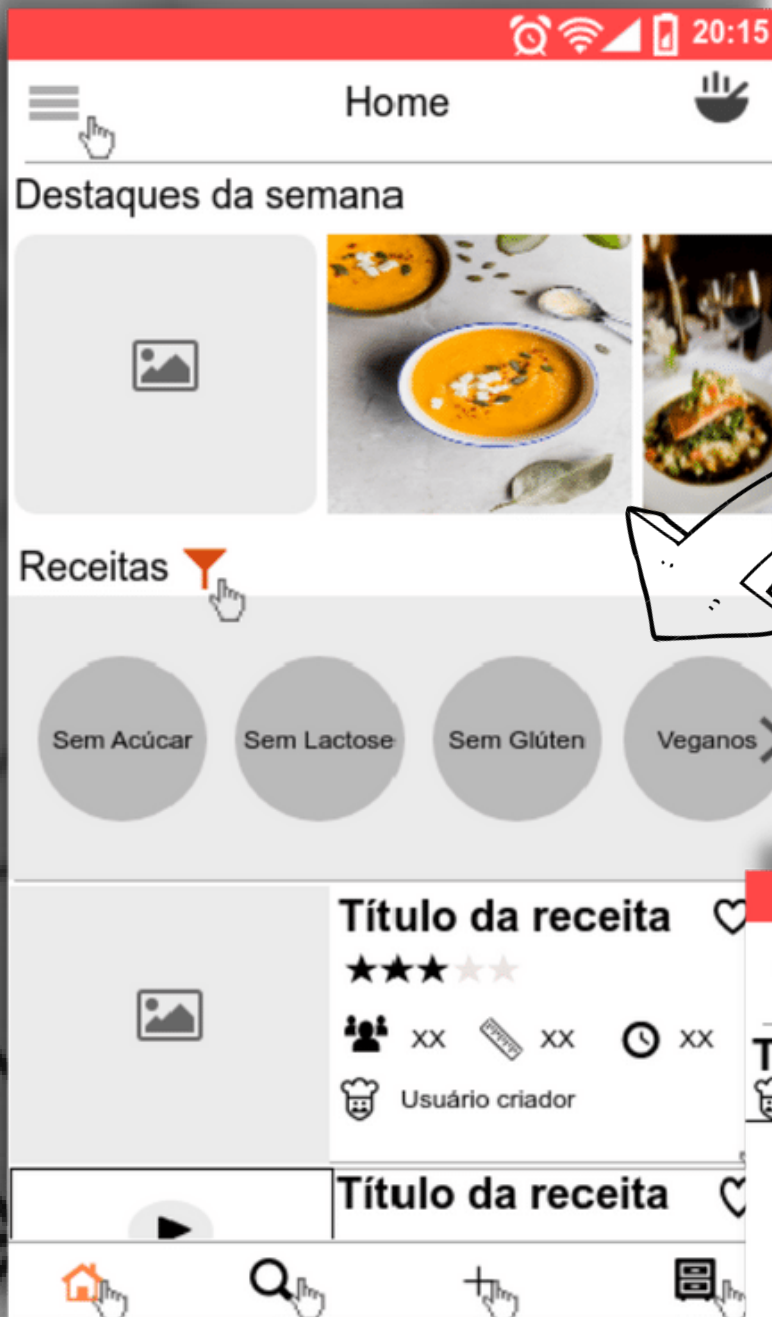 20:15
Home
Destaques da semana
Receitas
Sem Acúcar
Sem Lactose
Sem Glúten
Veganos
Título da receita
xx xx xx
Usuário criador
Título da receita